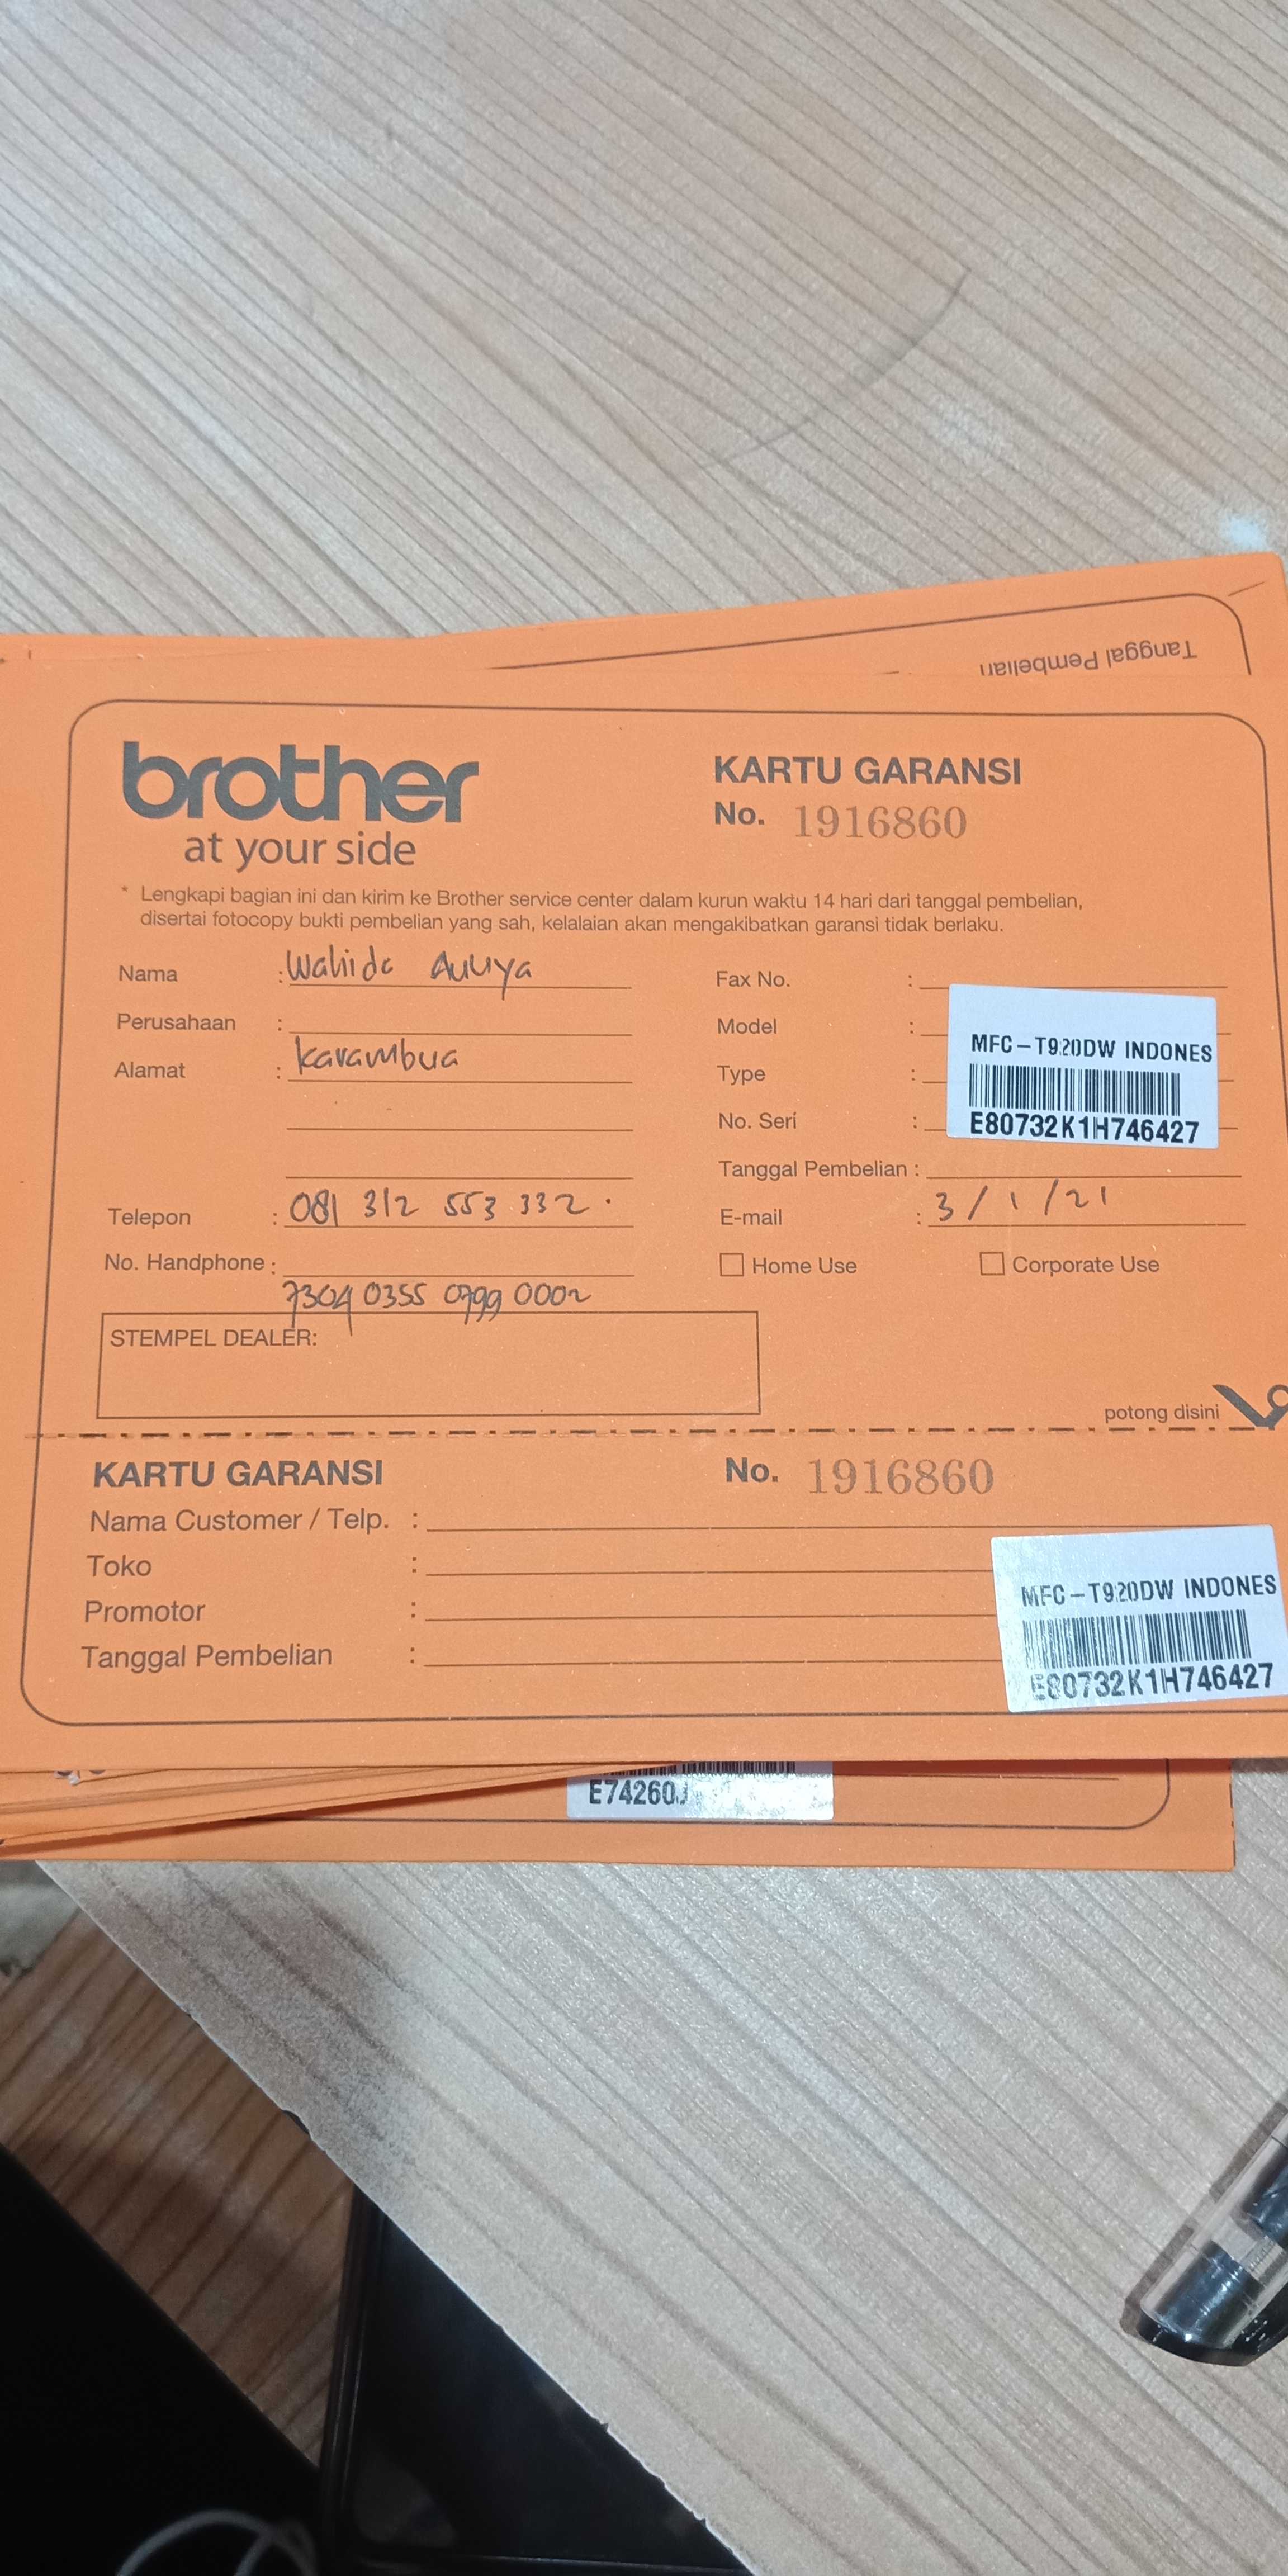 Tanggal Pembelian
brother
at your side
KARTU GARANSI
No. 1916860
* Lengkapi bagian ini dan kirim ke Brother service center dalam kurun waktu 14 hari dari tanggal pembelian,
disertai fotocopy bukti pembelian yang sah, kelalaian akan mengakibatkan garansi tidak berlaku.
Nama : Wahida Auliya
Perusahaan :
Alamat : Karambua
Telepon : 081 312 553 332 .
No. Handphone :
7304 0355 0799 0002
Fax No. :
Model :
Type :
No. Seri :
MFC-T920DW INDONES
E80732K1H746427
Tanggal Pembelian :
E-mail : 3/1/21
Home Use
Corporate Use
STEMPEL DEALER:
potong disini
KARTU GARANSI
No. 1916860
Nama Customer / Telp. :
Toko :
Promotor :
Tanggal Pembelian :
MFC-T920DW INDONES
E80732K1H746427
E74260J